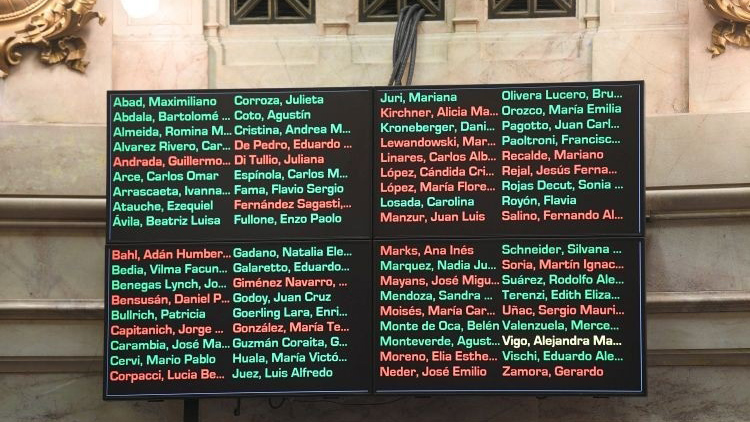 Abad, Maximiliano
Abdala, Bartolomé ...
Almeida, Romina M...
Alvarez Rivero, Car...
Andrada, Guillermo...
Arce, Carlos Omar
Arrascaeta, Ivanna...
Atauche, Ezequiel
Ávila, Beatriz Luisa
Corroza, Julieta
Coto, Agustín
Cristina, Andrea M...
De Pedro, Eduardo ...
Di Tullio, Juliana
Espínola, Carlos M...
Fama, Flavio Sergio
Fernández Sagasti,...
Fullone, Enzo Paolo
Juri, Mariana
Kirchner, Alicia Ma...
Kroneberger, Dani...
Lewandowski, Mar...
Linares, Carlos Alb...
López, Cándida Cri...
López, María Flore...
Losada, Carolina
Manzur, Juan Luis
Olivera Lucero, Bru...
Orozco, María Emilia
Pagotto, Juan Carl...
Paoltroni, Francisc...
Recalde, Mariano
Rejal, Jesús Ferna...
Rojas Decut, Sonia ...
Royón, Flavia
Salino, Fernando Al...
Bahl, Adán Humber...
Bedia, Vilma Facun...
Benegas Lynch, Jo...
Bensusán, Daniel P...
Bullrich, Patricia
Capitanich, Jorge ...
Carambia, José Ma...
Cervi, Mario Pablo
Corpacci, Lucia Be...
Gadano, Natalia Ele...
Galaretto, Eduardo...
Giménez Navarro, ...
Godoy, Juan Cruz
Goerling Lara, Enri...
González, María Te...
Guzmán Coraita, G...
Huala, María Victó...
Juez, Luis Alfredo
Marks, Ana Inés
Marquez, Nadia Ju...
Mayans, José Migu...
Mendoza, Sandra ...
Moisés, María Car...
Monte de Oca, Belén
Monteverde, Agust...
Moreno, Elia Esthe...
Neder, José Emilio
Schneider, Silvana ...
Soria, Martín Ignac...
Suárez, Rodolfo Ale...
Terenzi, Edith Eliza...
Uñac, Sergio Mauri...
Valenzuela, Merce...
Vigo, Alejandra Ma...
Vischi, Eduardo Ale...
Zamora, Gerardo